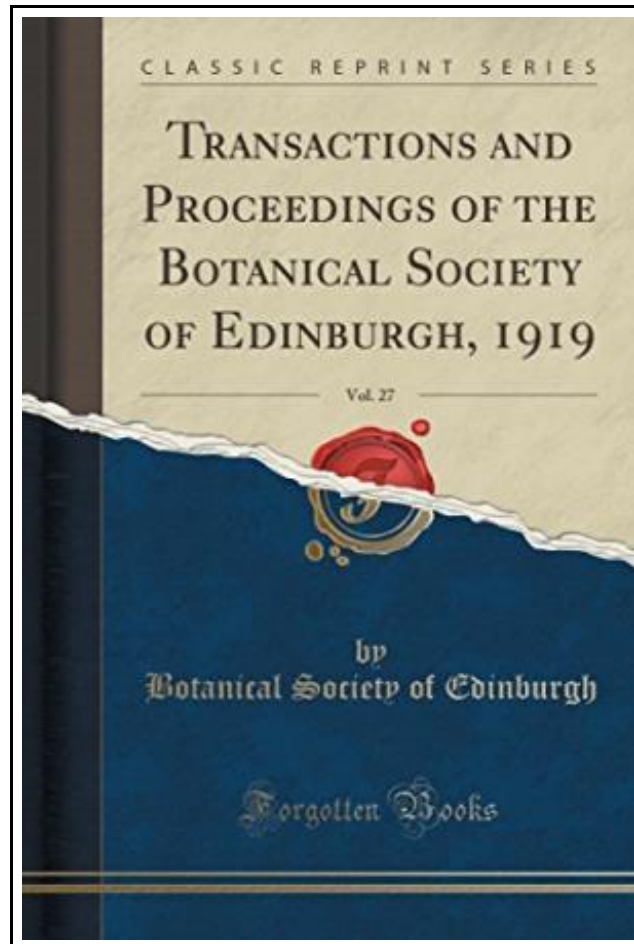 CLASSIC REPRINT SERIES
TRANSACTIONS AND
PROCEEDINGS OF THE
BOTANICAL SOCIETY
OF EDINBURGH, 1919
Vol. 27
by
Botanical Society of Edinburgh
Forgotten Books